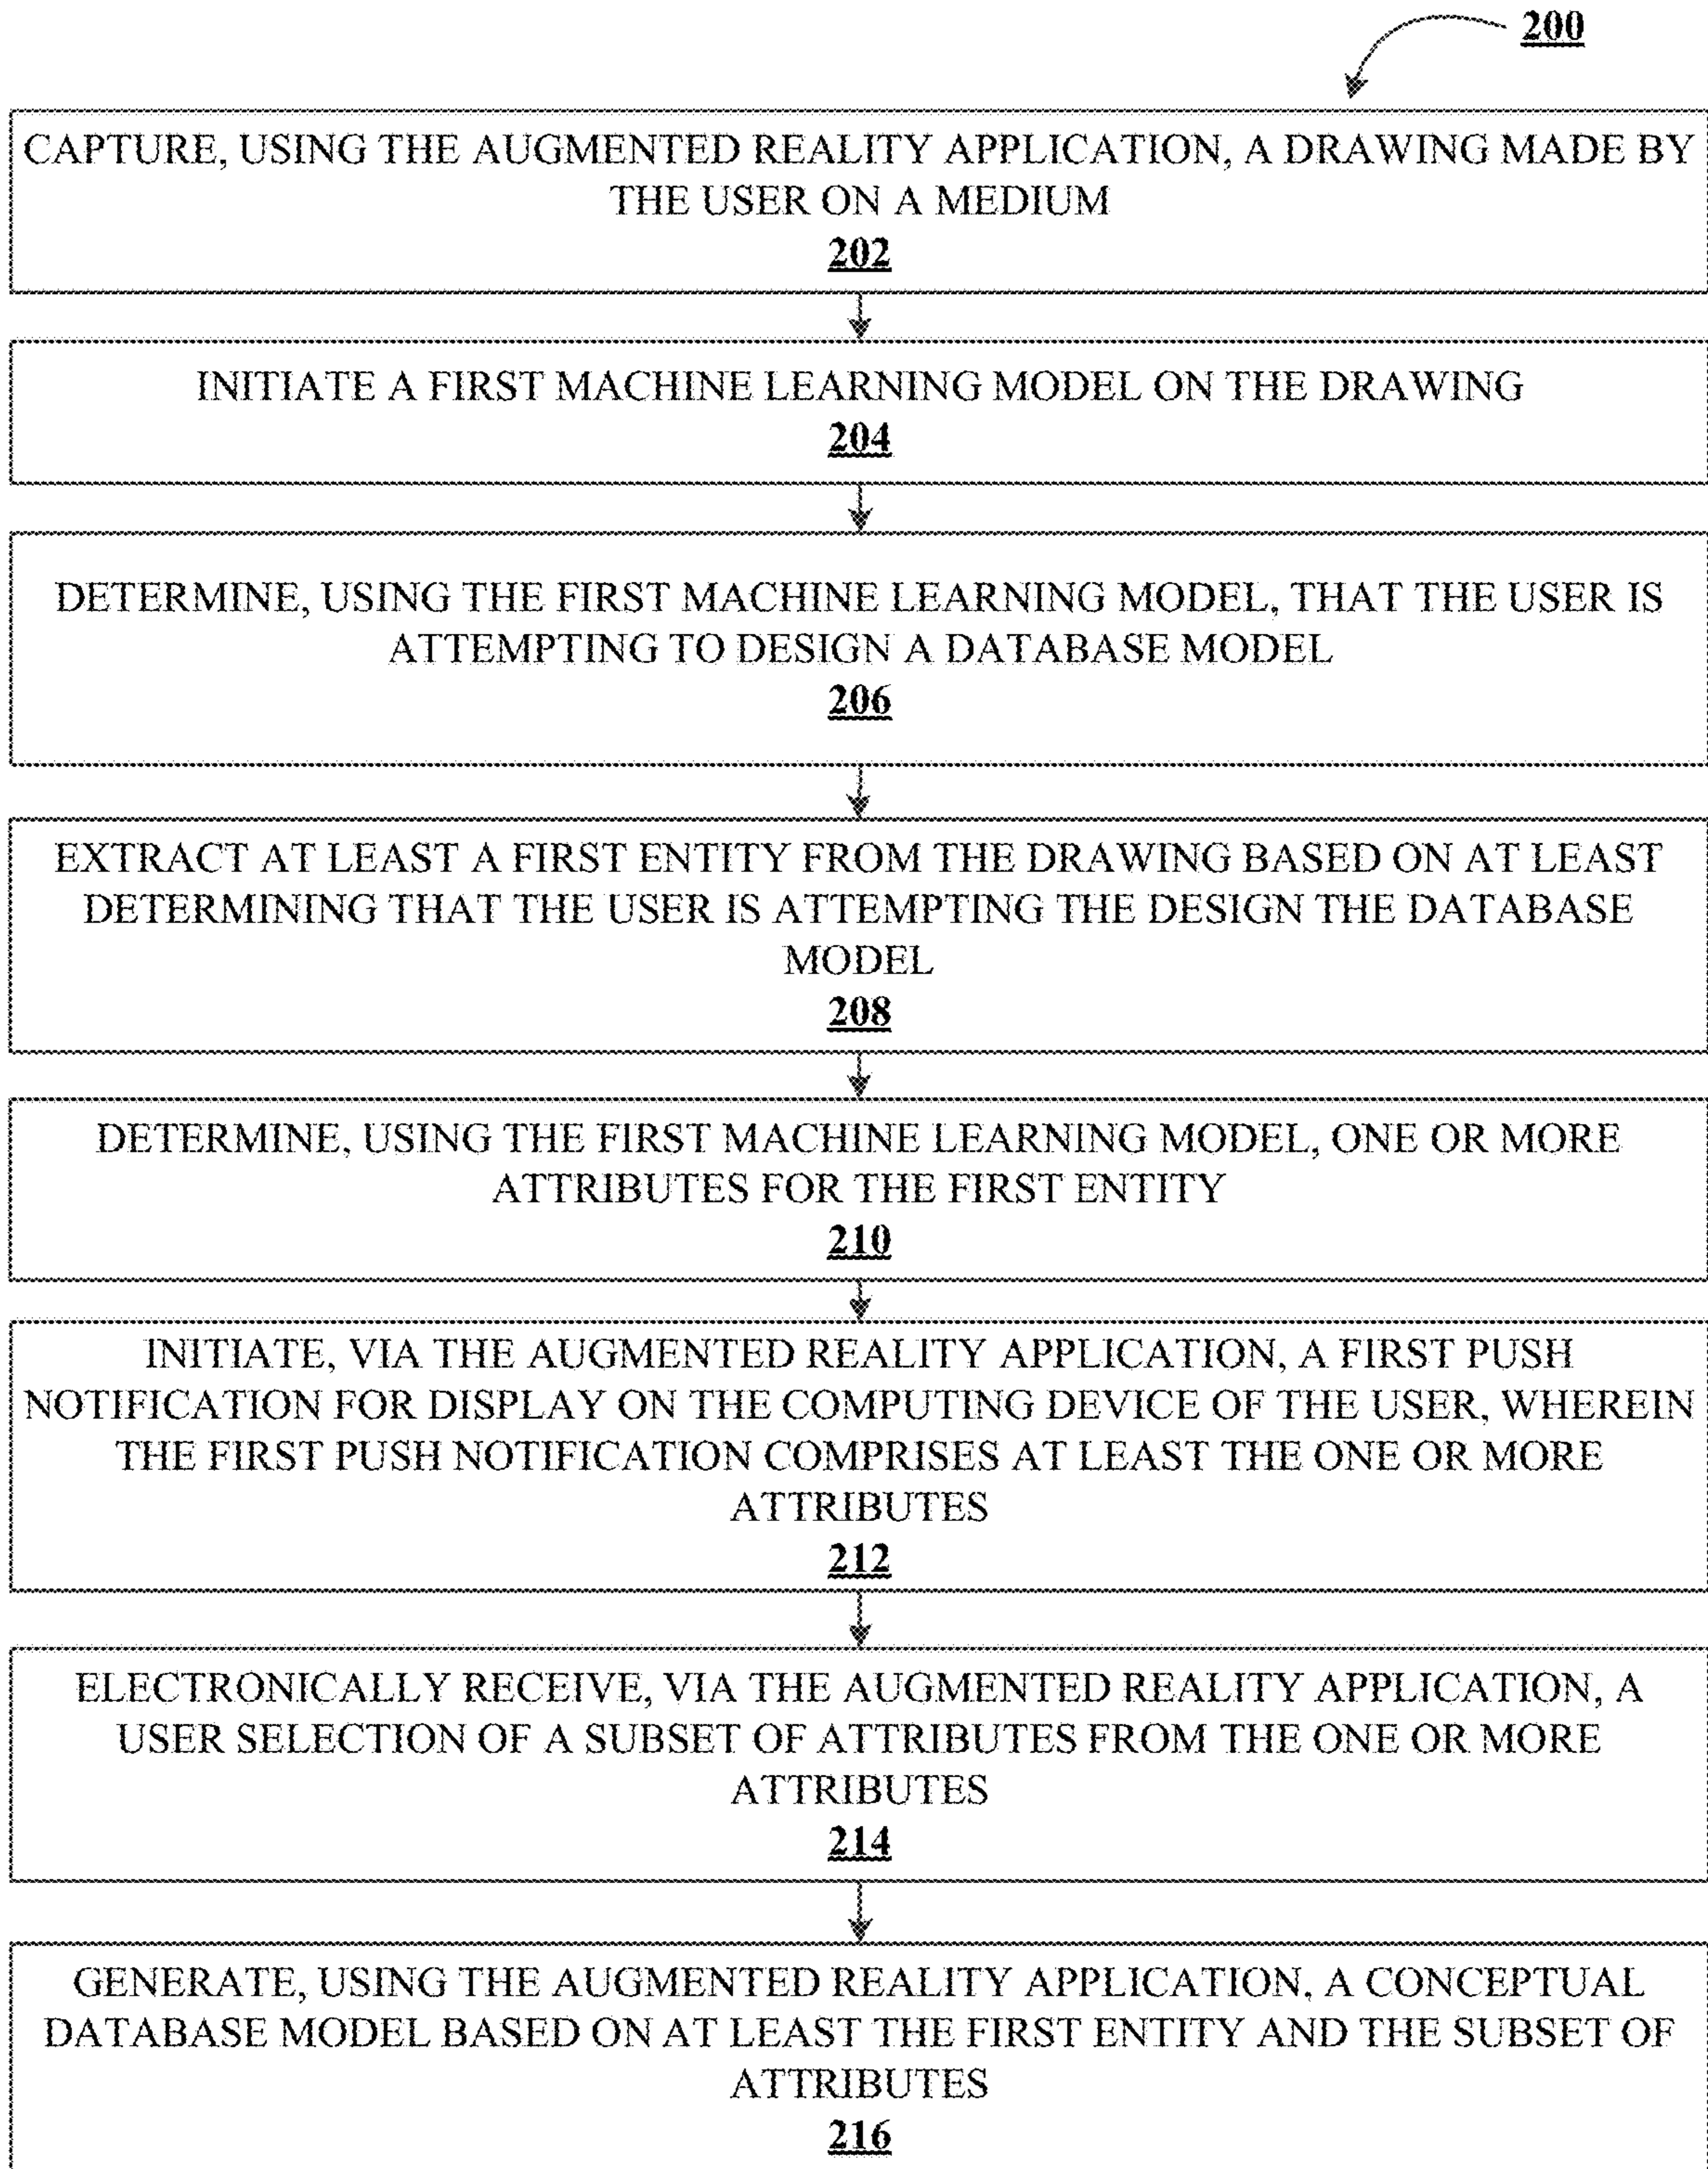 200
CAPTURE, USING THE AUGMENTED REALITY APPLICATION, A DRAWING MADE BY
THE USER ON A MEDIUM
202
INITIATE A FIRST MACHINE LEARNING MODEL ON THE DRAWING
204
DETERMINE, USING THE FIRST MACHINE LEARNING MODEL, THAT THE USER IS
ATTEMPTING TO DESIGN A DATABASE MODEL
206
EXTRACT AT LEAST A FIRST ENTITY FROM THE DRAWING BASED ON AT LEAST
DETERMINING THAT THE USER IS ATTEMPTING THE DESIGN THE DATABASE
MODEL
208
DETERMINE, USING THE FIRST MACHINE LEARNING MODEL, ONE OR MORE
ATTRIBUTES FOR THE FIRST ENTITY
210
INITIATE, VIA THE AUGMENTED REALITY APPLICATION, A FIRST PUSH
NOTIFICATION FOR DISPLAY ON THE COMPUTING DEVICE OF THE USER, WHEREIN
THE FIRST PUSH NOTIFICATION COMPRISES AT LEAST THE ONE OR MORE
ATTRIBUTES
212
ELECTRONICALLY RECEIVE, VIA THE AUGMENTED REALITY APPLICATION, A
USER SELECTION OF A SUBSET OF ATTRIBUTES FROM THE ONE OR MORE
ATTRIBUTES
214
GENERATE, USING THE AUGMENTED REALITY APPLICATION, A CONCEPTUAL
DATABASE MODEL BASED ON AT LEAST THE FIRST ENTITY AND THE SUBSET OF
ATTRIBUTES
216